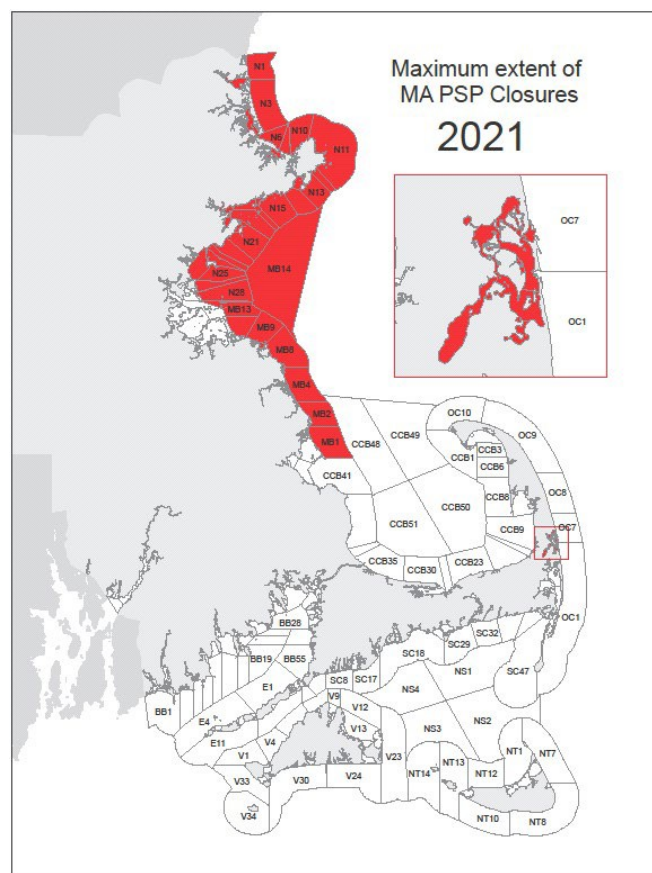 Maximum extent of
MA PSP Closures
2021
N1
N3
N6
N10
N11
N13
N15
N21
MB14
N25
N28
MB13
MB9
MB6
MB4
MB2
MB1
OC7
OC1
OC10
OC9
CCB49
CCB48
CCB1
CCB3
CCB6
CCB41
CCB8
OC8
CCB50
CCB51
CCB9
OC7
CCB35
CCB30
CCB23
OC1
BB28
SC32
SC29
SC18
BB19
BB55
NS1
SC47
SC8
SC17
E1
NS4
BB1
V9
V12
E4
NS2
V13
NS3
E11
V4
V1
V23
NT1
NT7
NT13
NT14
NT12
V33
V30
V24
V34
NT10
NT8